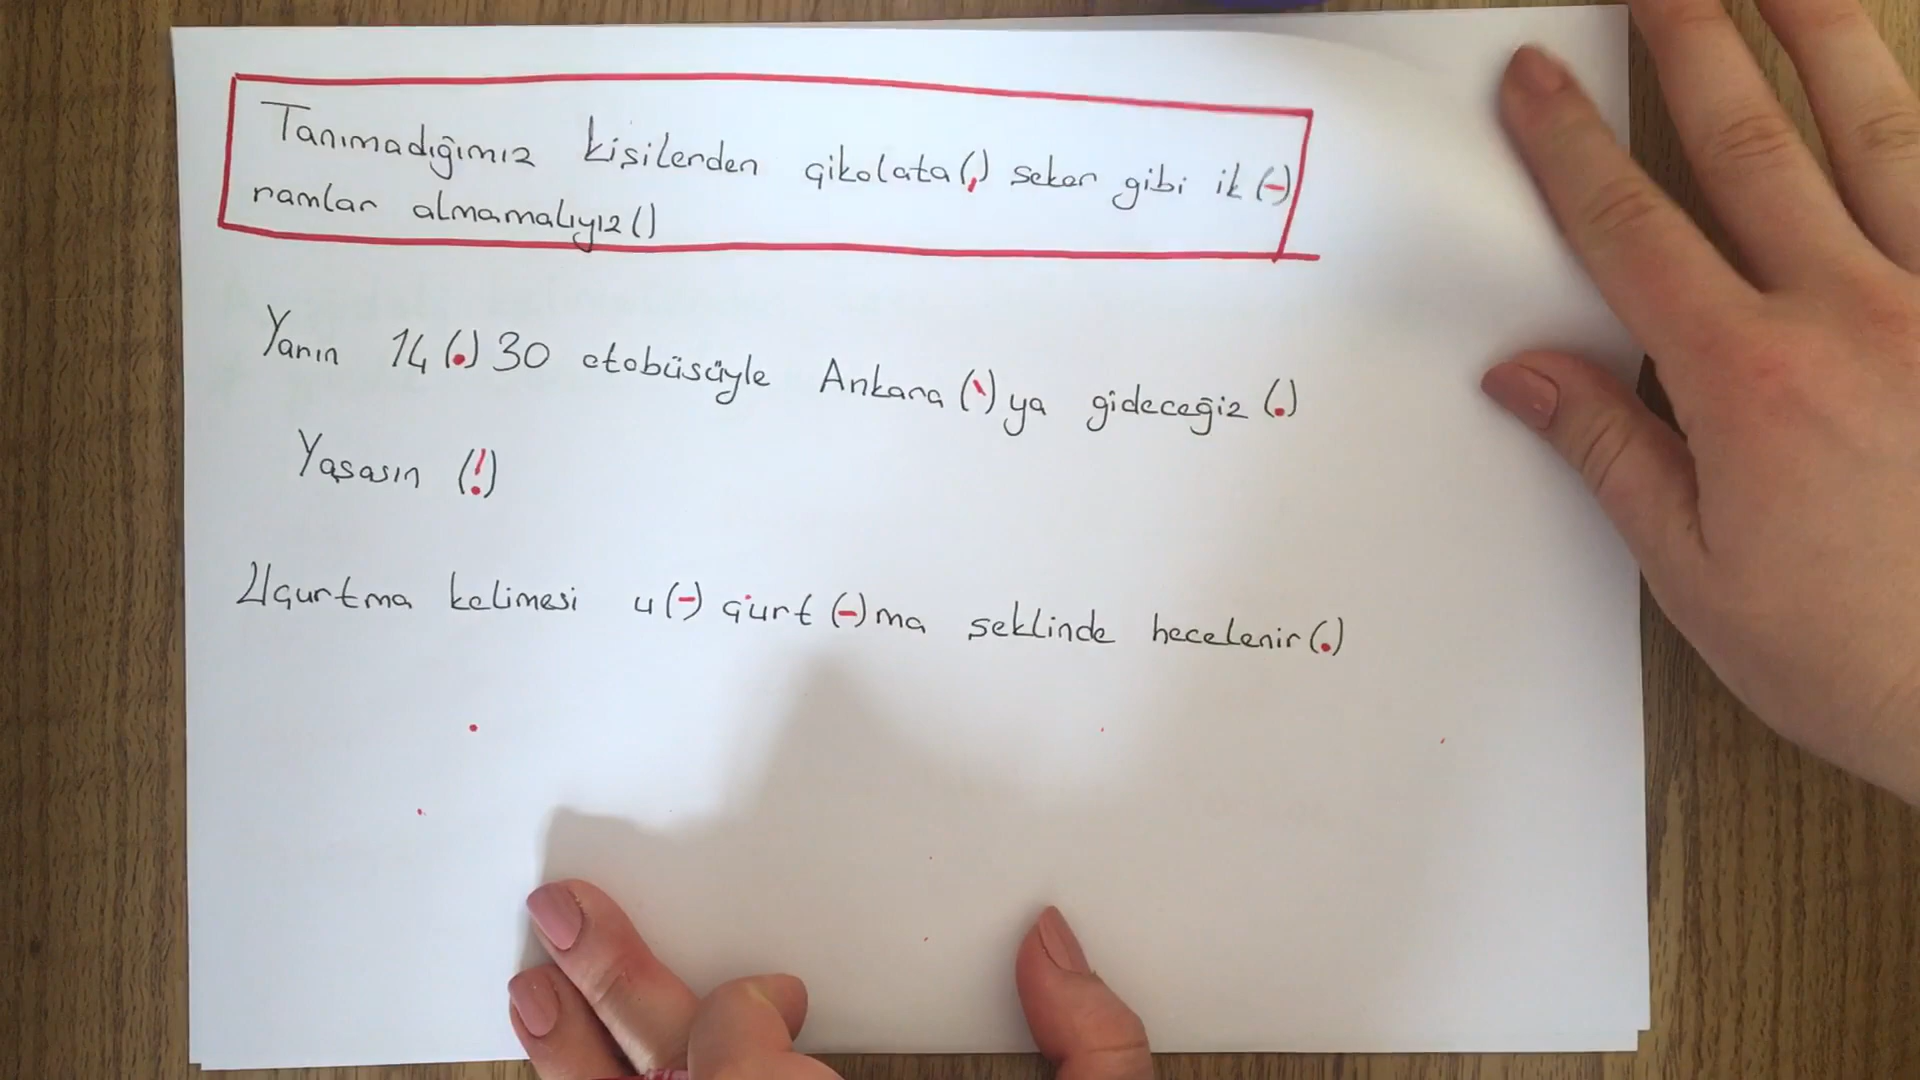 Tanımadığımız kişilerden çikolata(,) şeker gibi ik(-)
ramlar almamalıyız()
Yarın 14(.)30 otobüsüyle Ankara(')ya gideceğiz(.)
Yaşasın (!)
Uçurtma kelimesi u(-)çurt(-)ma şeklinde hecelenir(.)